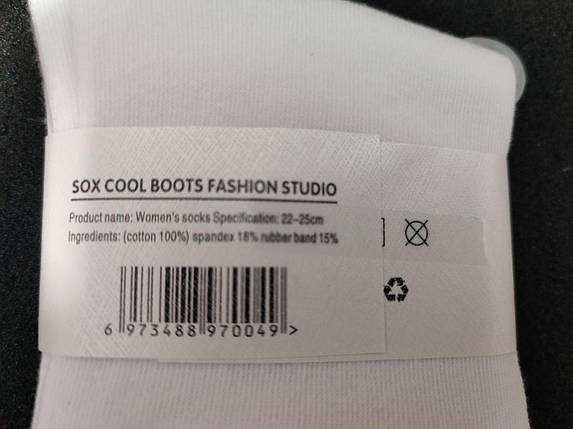 SOX COOL BOOTS FASHION STUDIO
Product name: Women's socks Specification: 22-25cm
Ingredients: (cotton 100%) spandex 18% rubber band 15%
6 973488 970049 >